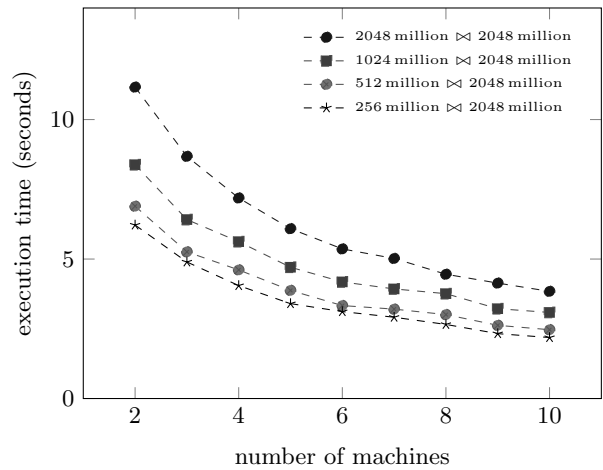 2048 million ⋈ 2048 million
1024 million ⋈ 2048 million
512 million ⋈ 2048 million
256 million ⋈ 2048 million
execution time (seconds)
10
5
0
2 4 6 8 10
number of machines